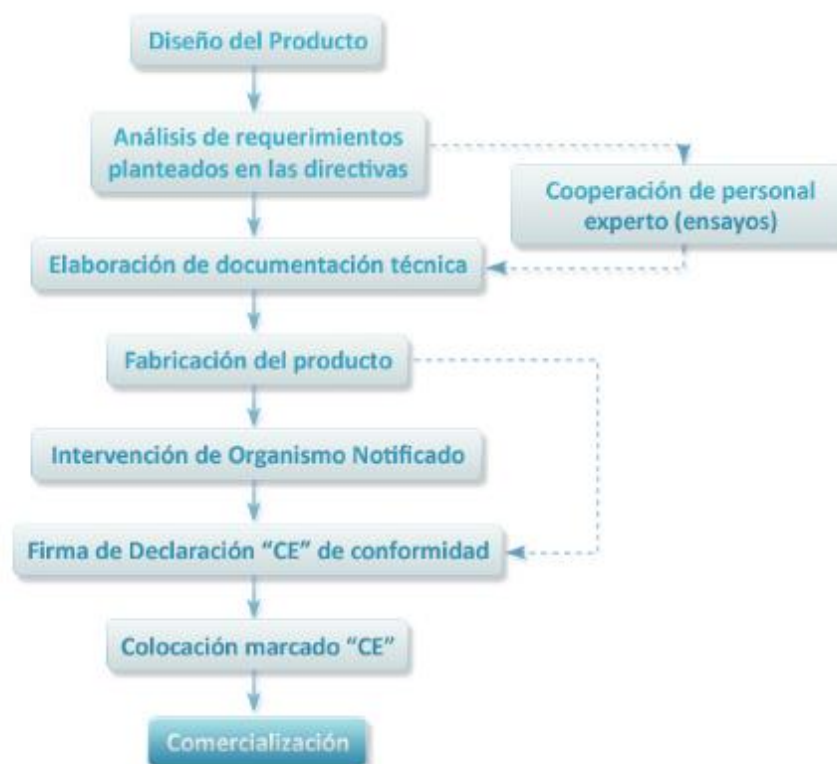 Diseño del Producto
Análisis de requerimientos
planteados en las directivas
Cooperación de personal
experto (ensayos)
Elaboración de documentación técnica
Fabricación del producto
Intervención de Organismo Notificado
Firma de Declaración “CE” de conformidad
Colocación marcado “CE”
Comercialización